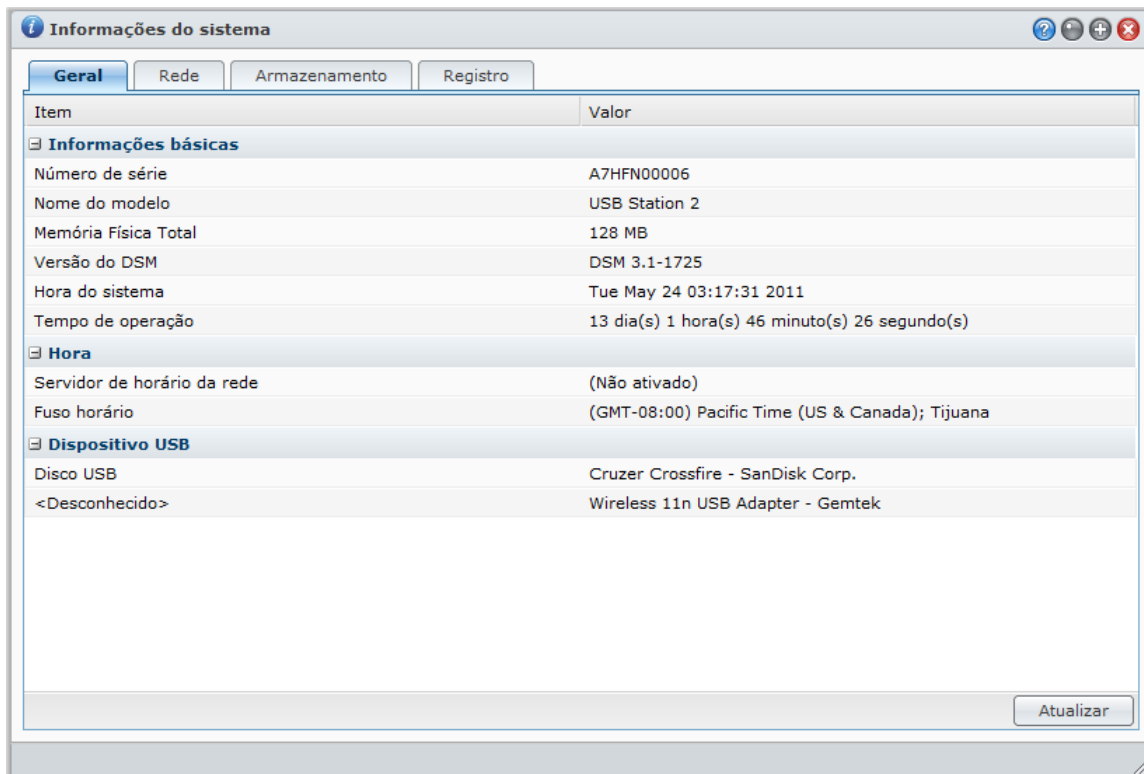 Informações do sistema
Geral Rede Armazenamento Registro
Item Valor
Informações básicas
Número de série A7HFN00006
Nome do modelo USB Station 2
Memória Física Total 128 MB
Versão do DSM DSM 3.1-1725
Hora do sistema Tue May 24 03:17:31 2011
Tempo de operação 13 dia(s) 1 hora(s) 46 minuto(s) 26 segundo(s)
Hora
Servidor de horário da rede (Não ativado)
Fuso horário (GMT-08:00) Pacific Time (US & Canada); Tijuana
Dispositivo USB
Disco USB Cruzer Crossfire - SanDisk Corp.
<Desconhecido> Wireless 11n USB Adapter - Gemtek
Atualizar